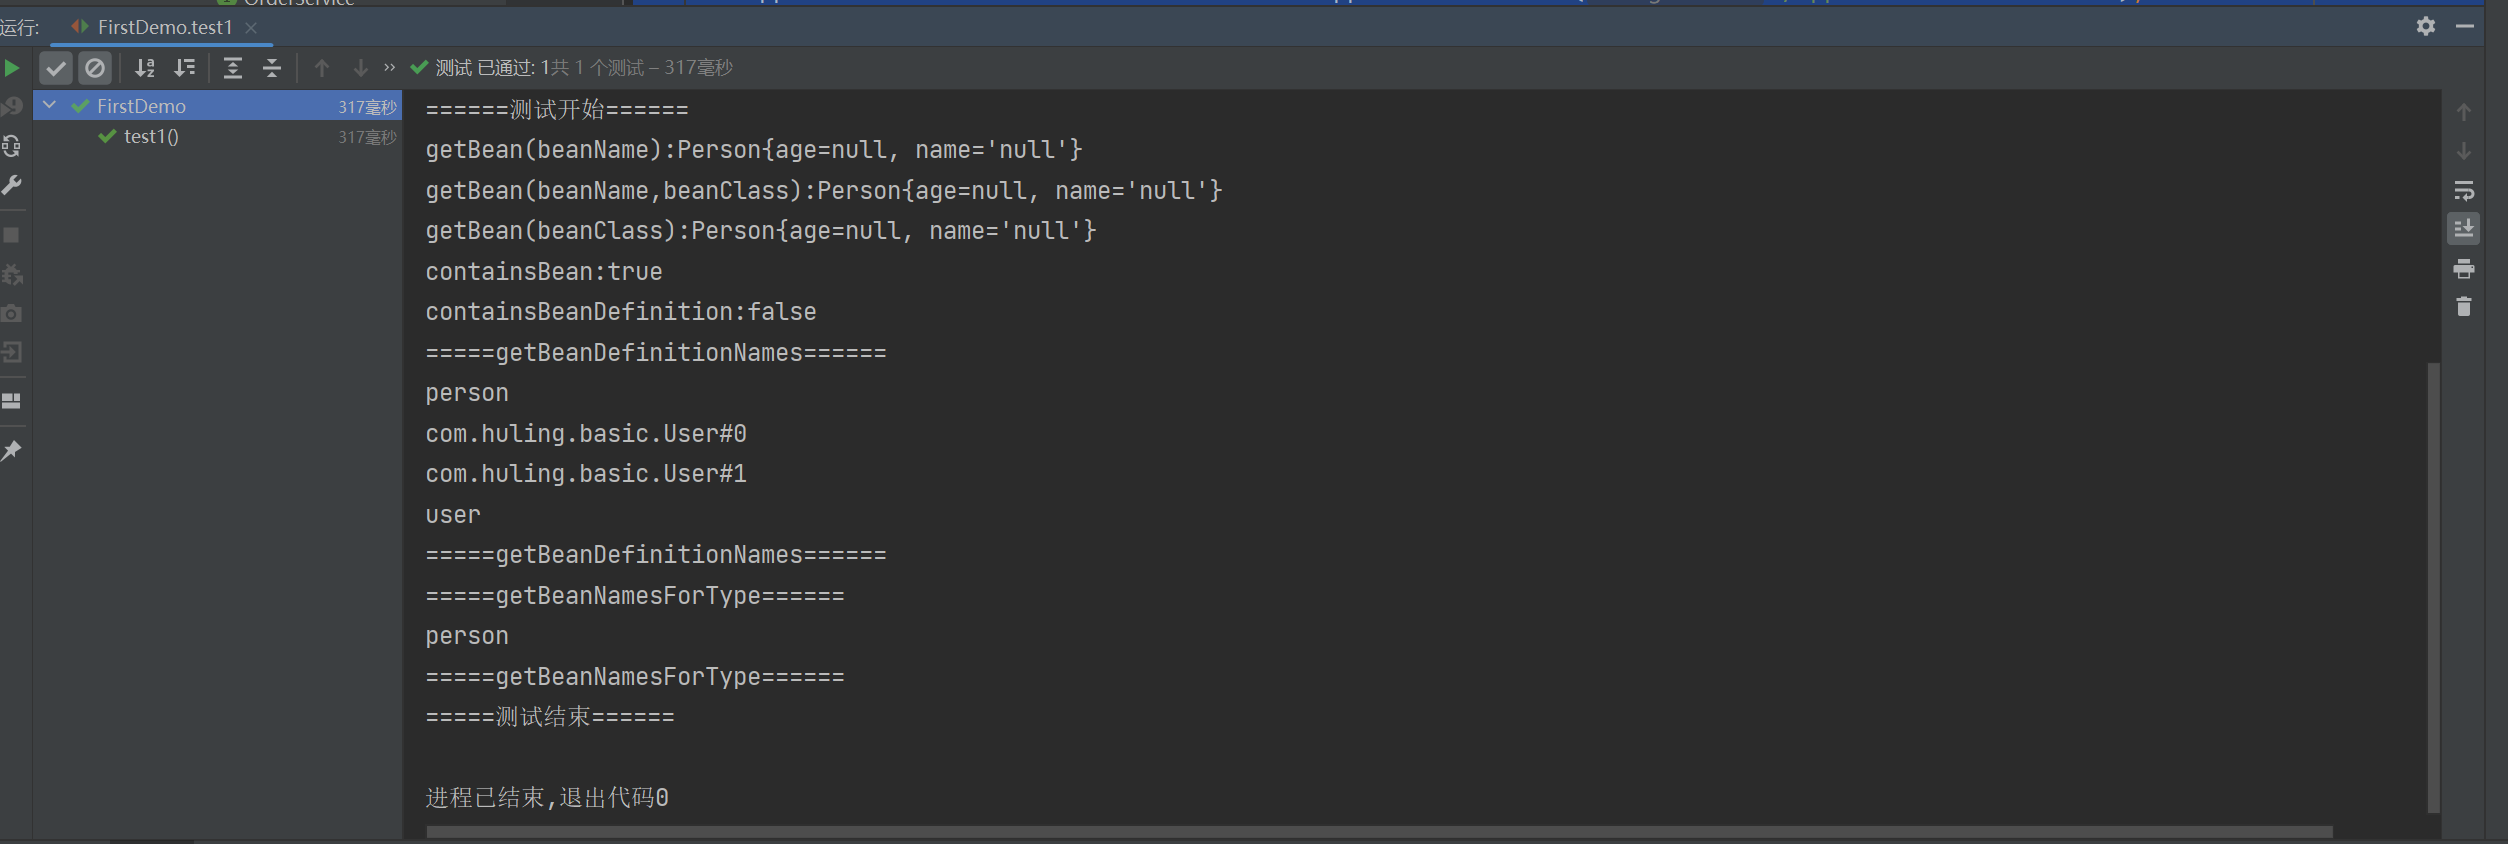 运行:
FirstDemo.test1
测试 已通过: 1共 1 个测试 – 317毫秒
FirstDemo 317毫秒
test1() 317毫秒
======测试开始======
getBean(beanName):Person{age=null, name='null'}
getBean(beanName,beanClass):Person{age=null, name='null'}
getBean(beanClass):Person{age=null, name='null'}
containsBean:true
containsBeanDefinition:false
=====getBeanDefinitionNames======
person
com.huling.basic.User#0
com.huling.basic.User#1
user
=====getBeanDefinitionNames======
=====getBeanNamesForType======
person
=====getBeanNamesForType======
=====测试结束======
进程已结束,退出代码0